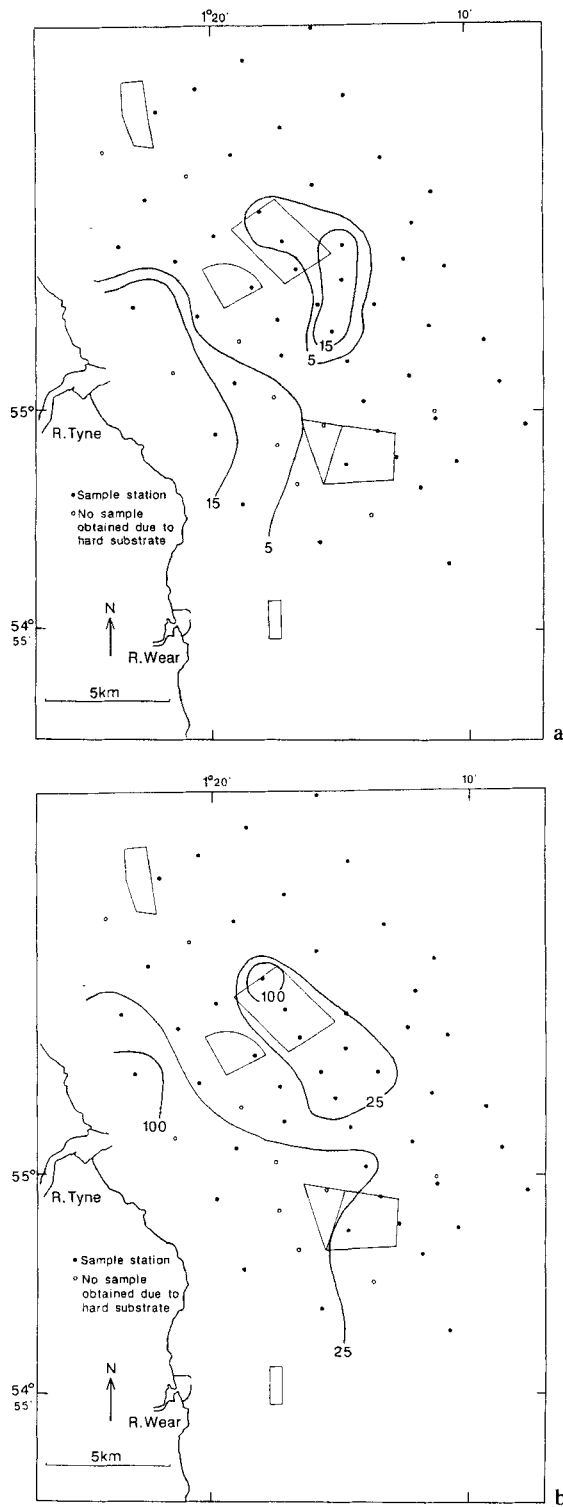 1°20'
10'
15
5
55°
R.Tyne
•Sample station
○No sample
obtained due to
hard substrate
15
5
N
54°
55'
R.Wear
5km
a
1°20'
10'
100
100
25
55°
R.Tyne
•Sample station
○No sample
obtained due to
hard substrate
N
25
54°
55'
R.Wear
5km
b